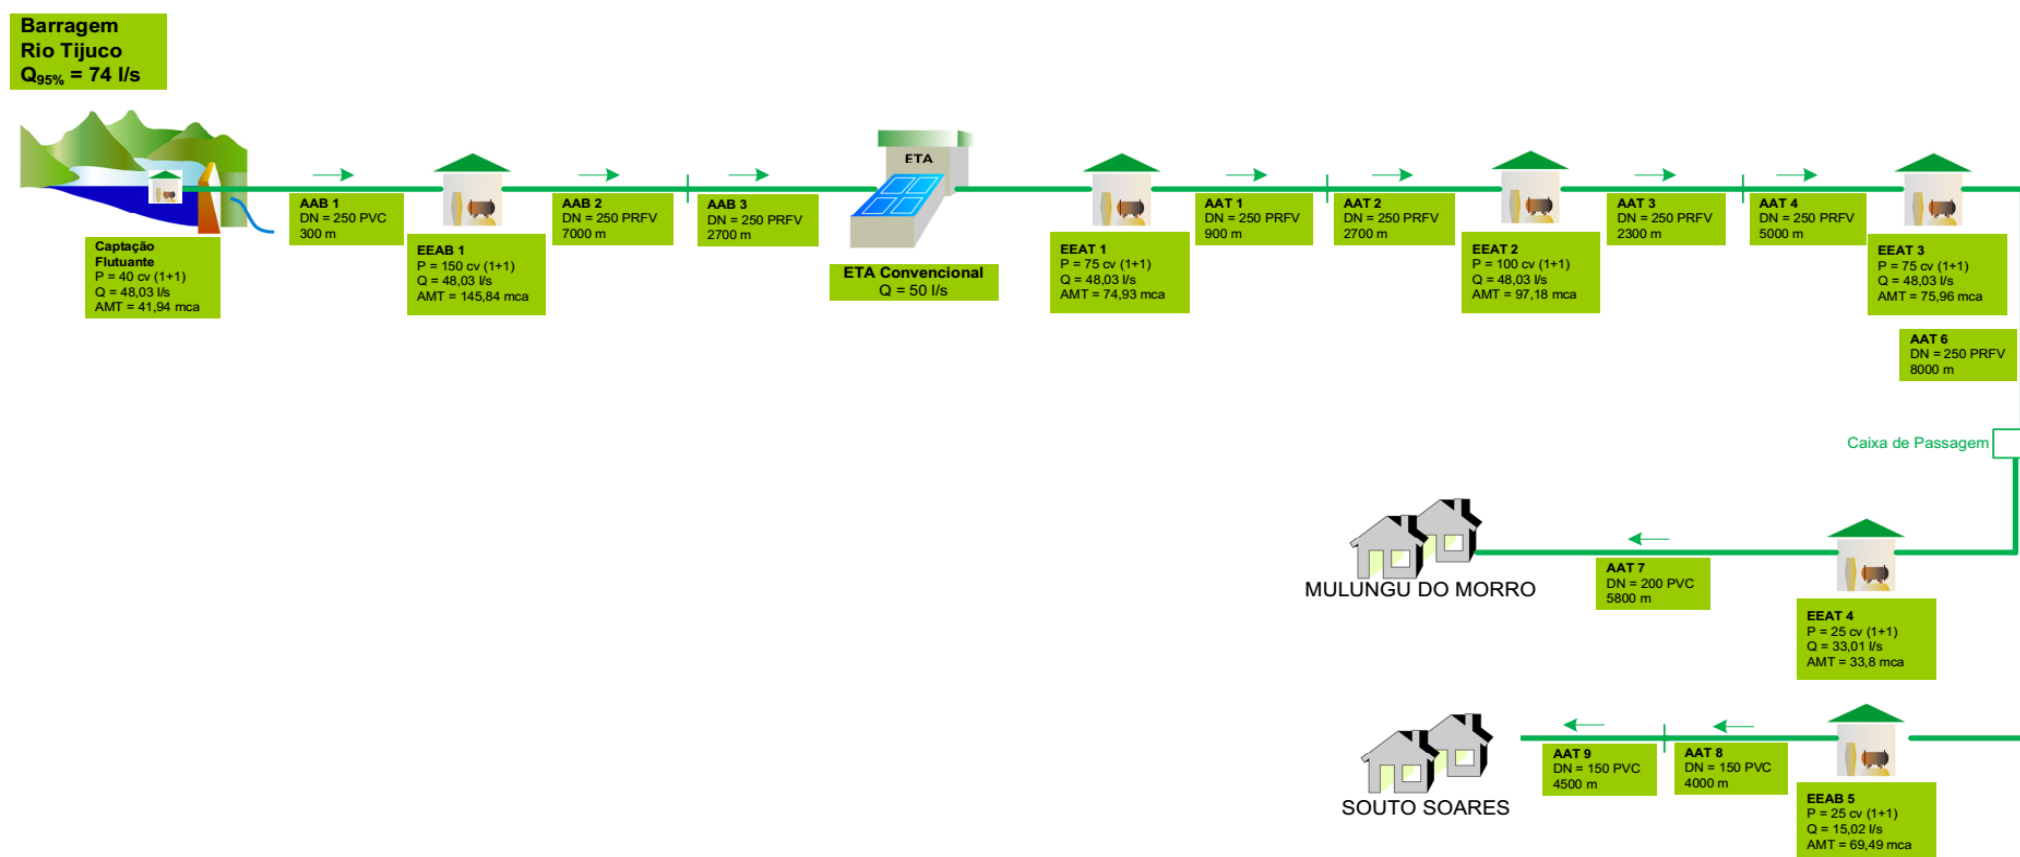 Barragem
Rio Tijuco
Q95% = 74 l/s
Captação
Flutuante
P = 40 cv (1+1)
Q = 48,03 l/s
AMT = 41,94 mca
AAB 1
DN = 250 PVC
300 m
EEAB 1
P = 150 cv (1+1)
Q = 48,03 l/s
AMT = 145,84 mca
AAB 2
DN = 250 PRFV
7000 m
AAB 3
DN = 250 PRFV
2700 m
ETA
ETA Convencional
Q = 50 l/s
EEAT 1
P = 75 cv (1+1)
Q = 48,03 l/s
AMT = 74,93 mca
AAT 1
DN = 250 PRFV
900 m
AAT 2
DN = 250 PRFV
2700 m
EEAT 2
P = 100 cv (1+1)
Q = 48,03 l/s
AMT = 97,18 mca
AAT 3
DN = 250 PRFV
2300 m
AAT 4
DN = 250 PRFV
5000 m
EEAT 3
P = 75 cv (1+1)
Q = 48,03 l/s
AMT = 75,96 mca
AAT 6
DN = 250 PRFV
8000 m
Caixa de Passagem
MULUNGU DO MORRO
AAT 7
DN = 200 PVC
5800 m
EEAT 4
P = 25 cv (1+1)
Q = 33,01 l/s
AMT = 33,8 mca
SOUTO SOARES
AAT 9
DN = 150 PVC
4500 m
AAT 8
DN = 150 PVC
4000 m
EEAB 5
P = 25 cv (1+1)
Q = 15,02 l/s
AMT = 69,49 mca